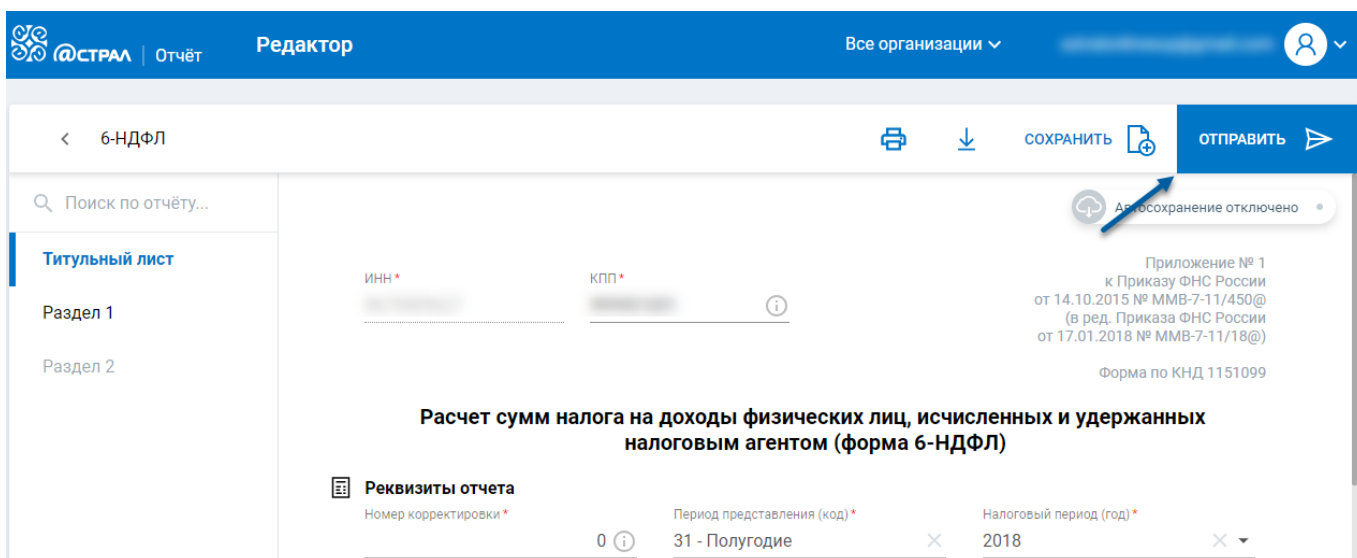 @СТРАЛ | Отчёт
Редактор
Все организации
6-НДФЛ
СОХРАНИТЬ
ОТПРАВИТЬ
Поиск по отчёту...
Автосохранение отключено
Титульный лист
Раздел 1
Раздел 2
ИНН *
КПП *
Приложение № 1
к Приказу ФНС России
от 14.10.2015 № ММВ-7-11/450@
(в ред. Приказа ФНС России
от 17.01.2018 № ММВ-7-11/18@)
Форма по КНД 1151099
Расчет сумм налога на доходы физических лиц, исчисленных и удержанных
налоговым агентом (форма 6-НДФЛ)
Реквизиты отчета
Номер корректировки *
0
Период представления (код) *
31 - Полугодие
Налоговый период (год) *
2018